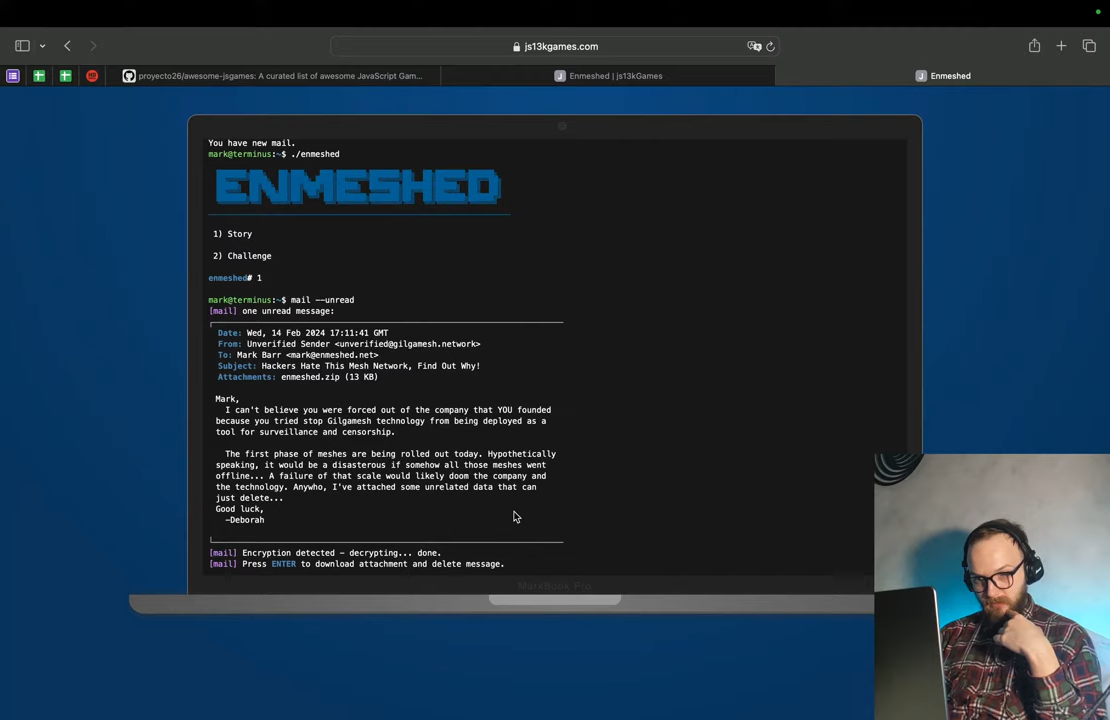 js13kgames.com
proyecto26/awesome-jsgames: A curated list of awesome JavaScript Gam...
J Enmeshed | js13kGames
J Enmeshed
You have new mail.
mark@terminus:~$ ./enmeshed
ENMESHED
1) Story
2) Challenge
enmeshed# 1
mark@terminus:~$ mail --unread
[mail] one unread message:
Date: Wed, 14 Feb 2024 17:11:41 GMT
From: Unverified Sender <unverified@gilgamesh.network>
To: Mark Barr <mark@enmeshed.net>
Subject: Hackers Hate This Mesh Network, Find Out Why!
Attachments: enmeshed.zip (13 KB)
Mark,
I can't believe you were forced out of the company that YOU founded
because you tried stop Gilgamesh technology from being deployed as a
tool for surveillance and censorship.
The first phase of meshes are being rolled out today. Hypothetically
speaking, it would be a disasterous if somehow all those meshes went
offline... A failure of that scale would likely doom the company and
the technology. Anywho, I've attached some unrelated data that can
just delete...
Good luck,
-Deborah
[mail] Encryption detected - decrypting... done.
[mail] Press ENTER to download attachment and delete message.
MarkBook Pro